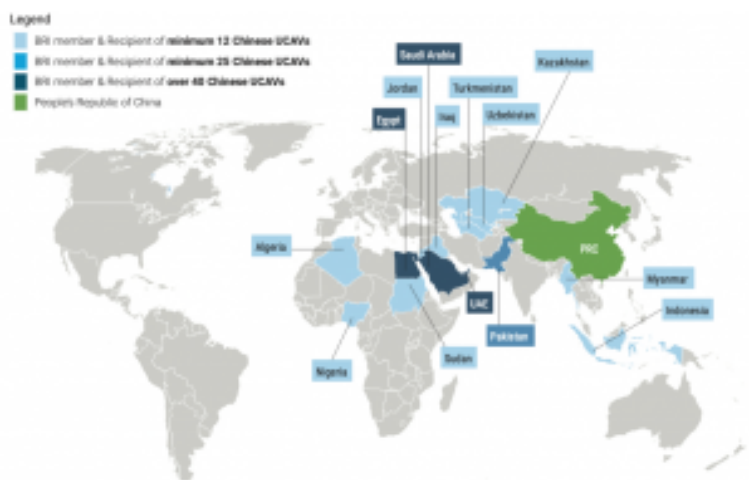 Legend
BRI member & Recipient of minimum 12 Chinese UCAVs
BRI member & Recipient of minimum 25 Chinese UCAVs
BRI member & Recipient of over 40 Chinese UCAVs
People's Republic of China
Saudi Arabia
Kazakhstan
Jordan
Turkmenistan
Egypt
Iraq
Uzbekistan
Algeria
PRC
Myanmar
UAE
Indonesia
Pakistan
Sudan
Nigeria